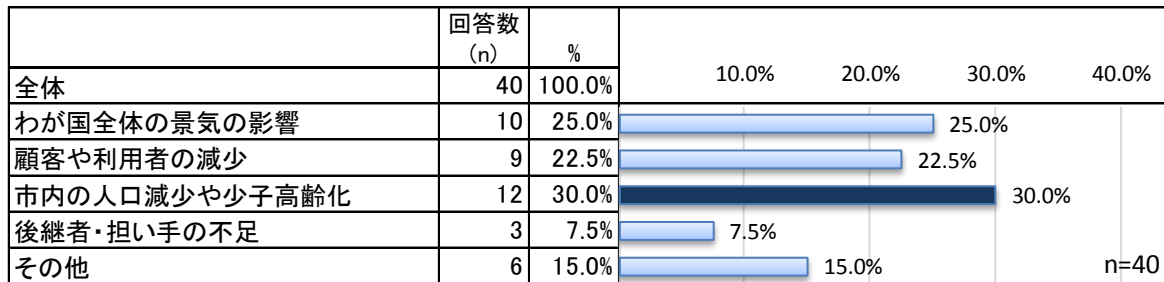 回答数
(n) %
10.0% 20.0% 30.0% 40.0%
全体 40 100.0%
わが国全体の景気の影響 10 25.0% 25.0%
顧客や利用者の減少 9 22.5% 22.5%
市内の人口減少や少子高齢化 12 30.0% 30.0%
後継者・担い手の不足 3 7.5% 7.5%
その他 6 15.0% 15.0% n=40